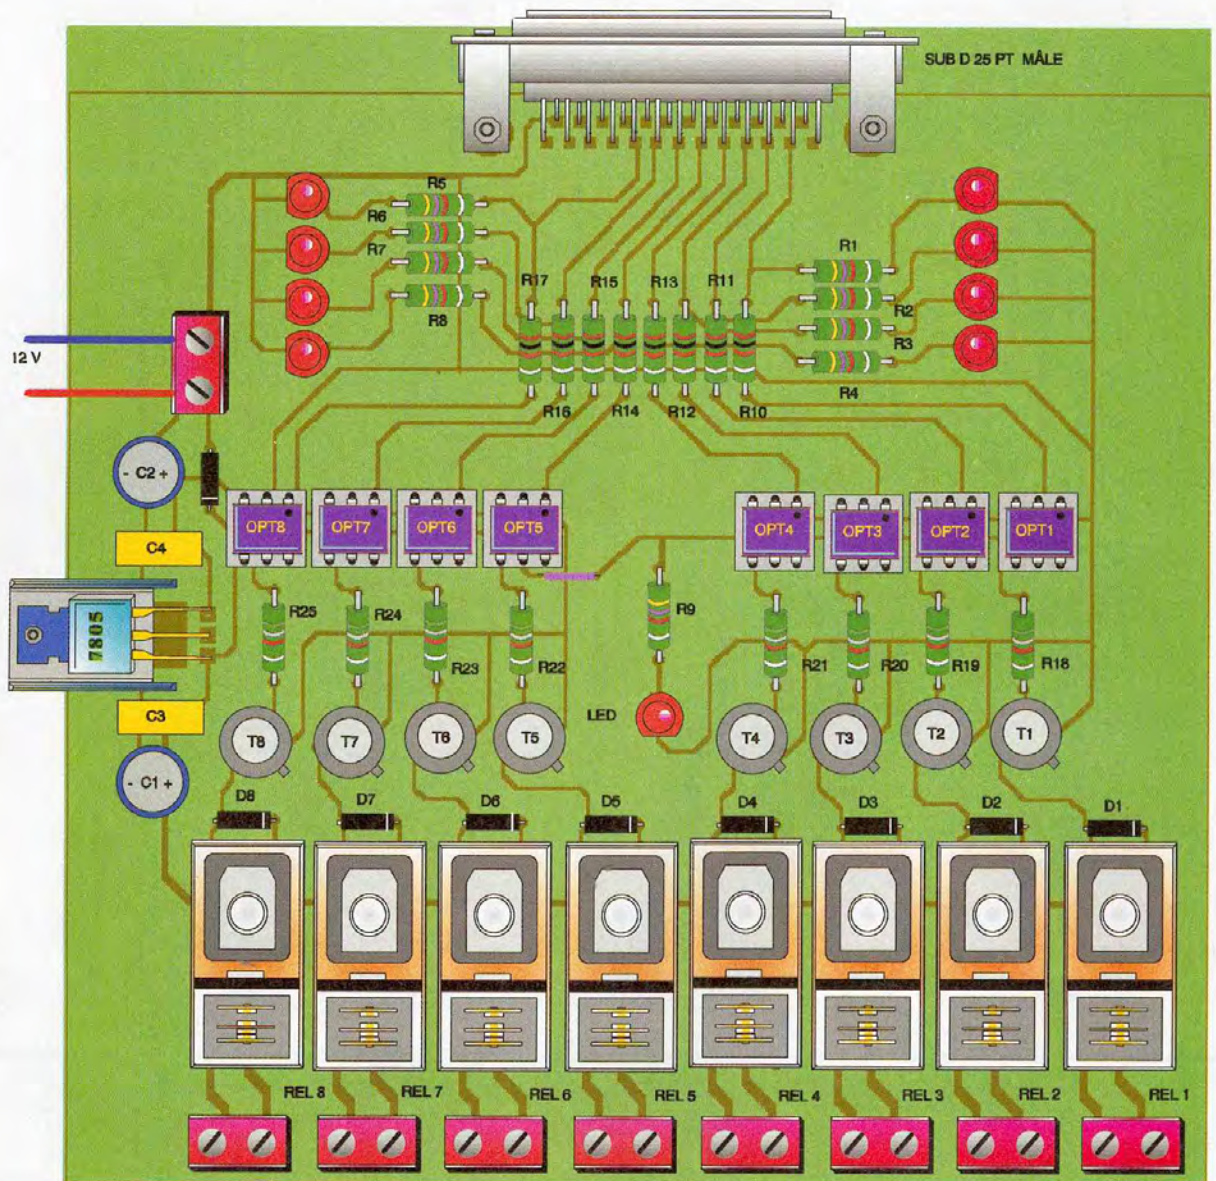 SUB D 25 PT MÂLE
R5
R6
R7
R8
R17
R15
R13
R11
R1
R2
R3
R4
12 V
R16
R14
R12
R10
- C2 +
C4
OPT8
OPT7
OPT6
OPT5
OPT4
OPT3
OPT2
OPT1
7805
R25
R24
R23
R22
R9
R21
R20
R19
R18
C3
LED
T8
T7
T6
T5
T4
T3
T2
T1
- C1 +
D8
D7
D6
D5
D4
D3
D2
D1
REL 8
REL 7
REL 6
REL 5
REL 4
REL 3
REL 2
REL 1